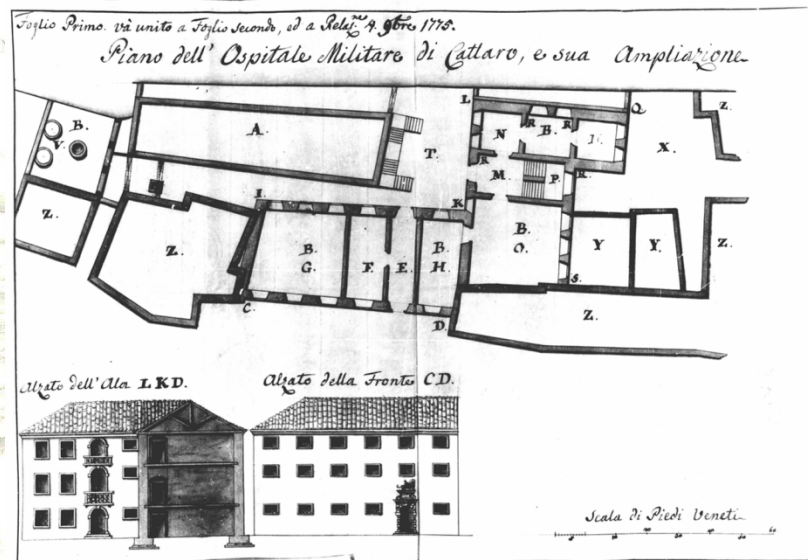 Foglio Primo. và unito a Foglio Secondo, ed a Relaz.ne 4. 9bre 1775.
Piano dell' Ospitale Militare di Cattaro, e sua Ampliazione
L Q Z.
B. A. N R B. R
V. T. X.
R M. P. R.
I. K
Z. Z. B. B. B. Y Y. Z.
G. F. E. H. O.
S.
C. D. Z.
Alzato dell' Ala LKD. Alzato della Fronte CD.
Scala di Piedi Veneti